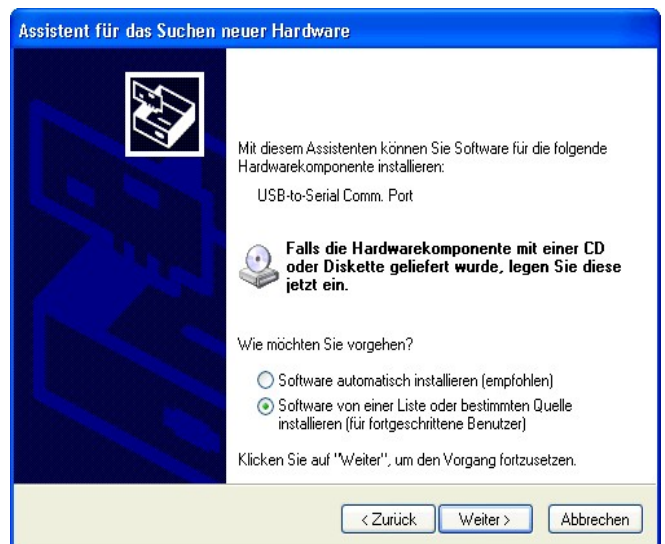 Assistent für das Suchen neuer Hardware
Mit diesem Assistenten können Sie Software für die folgende
Hardwarekomponente installieren:
USB-to-Serial Comm. Port
Falls die Hardwarekomponente mit einer CD
oder Diskette geliefert wurde, legen Sie diese
jetzt ein.
Wie möchten Sie vorgehen?
Software automatisch installieren (empfohlen)
Software von einer Liste oder bestimmten Quelle
installieren (für fortgeschrittene Benutzer)
Klicken Sie auf "Weiter", um den Vorgang fortzusetzen.
< Zurück Weiter > Abbrechen